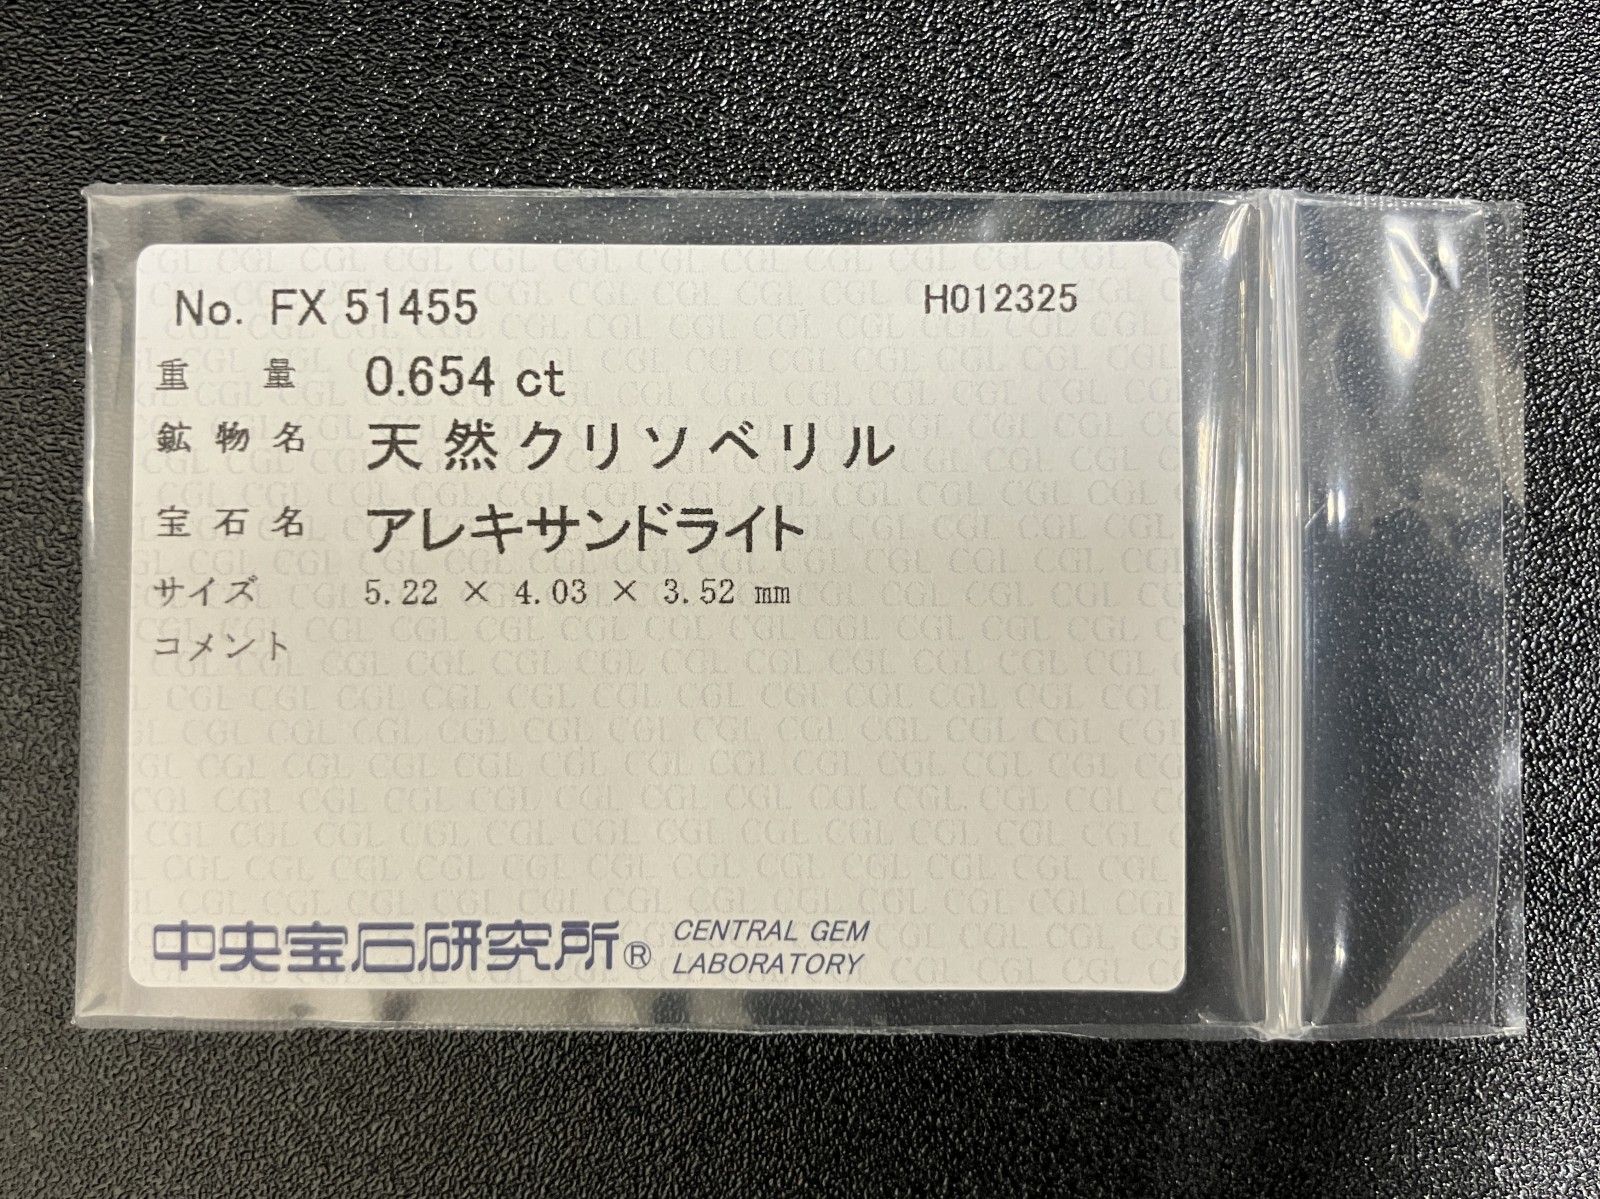 No. FX 51455 H012325
重量 0.654 ct
鉱物名 天然クリソベリル
宝石名 アレキサンドライト
サイズ 5.22 × 4.03 × 3.52 mm
コメント
中央宝石研究所® CENTRAL GEM
LABORATORY